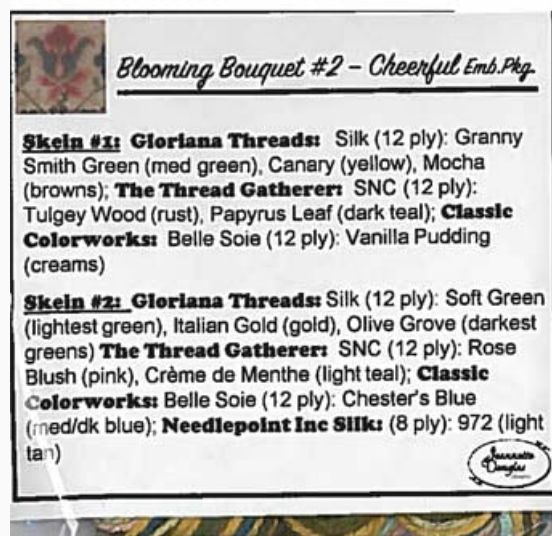 Blooming Bouquet #2 – Cheerful Emb.Pkg.
Skein #1: Gloriana Threads: Silk (12 ply): Granny
Smith Green (med green), Canary (yellow), Mocha
(browns); The Thread Gatherer: SNC (12 ply):
Tulgey Wood (rust), Papyrus Leaf (dark teal); Classic
Colorworks: Belle Soie (12 ply): Vanilla Pudding
(creams)
Skein #2: Gloriana Threads: Silk (12 ply): Soft Green
(lightest green), Italian Gold (gold), Olive Grove (darkest
greens) The Thread Gatherer: SNC (12 ply): Rose
Blush (pink), Crème de Menthe (light teal); Classic
Colorworks: Belle Soie (12 ply): Chester's Blue
(med/dk blue); Needlepoint Inc Silk: (8 ply): 972 (light
tan)
Jeannette
Douglas